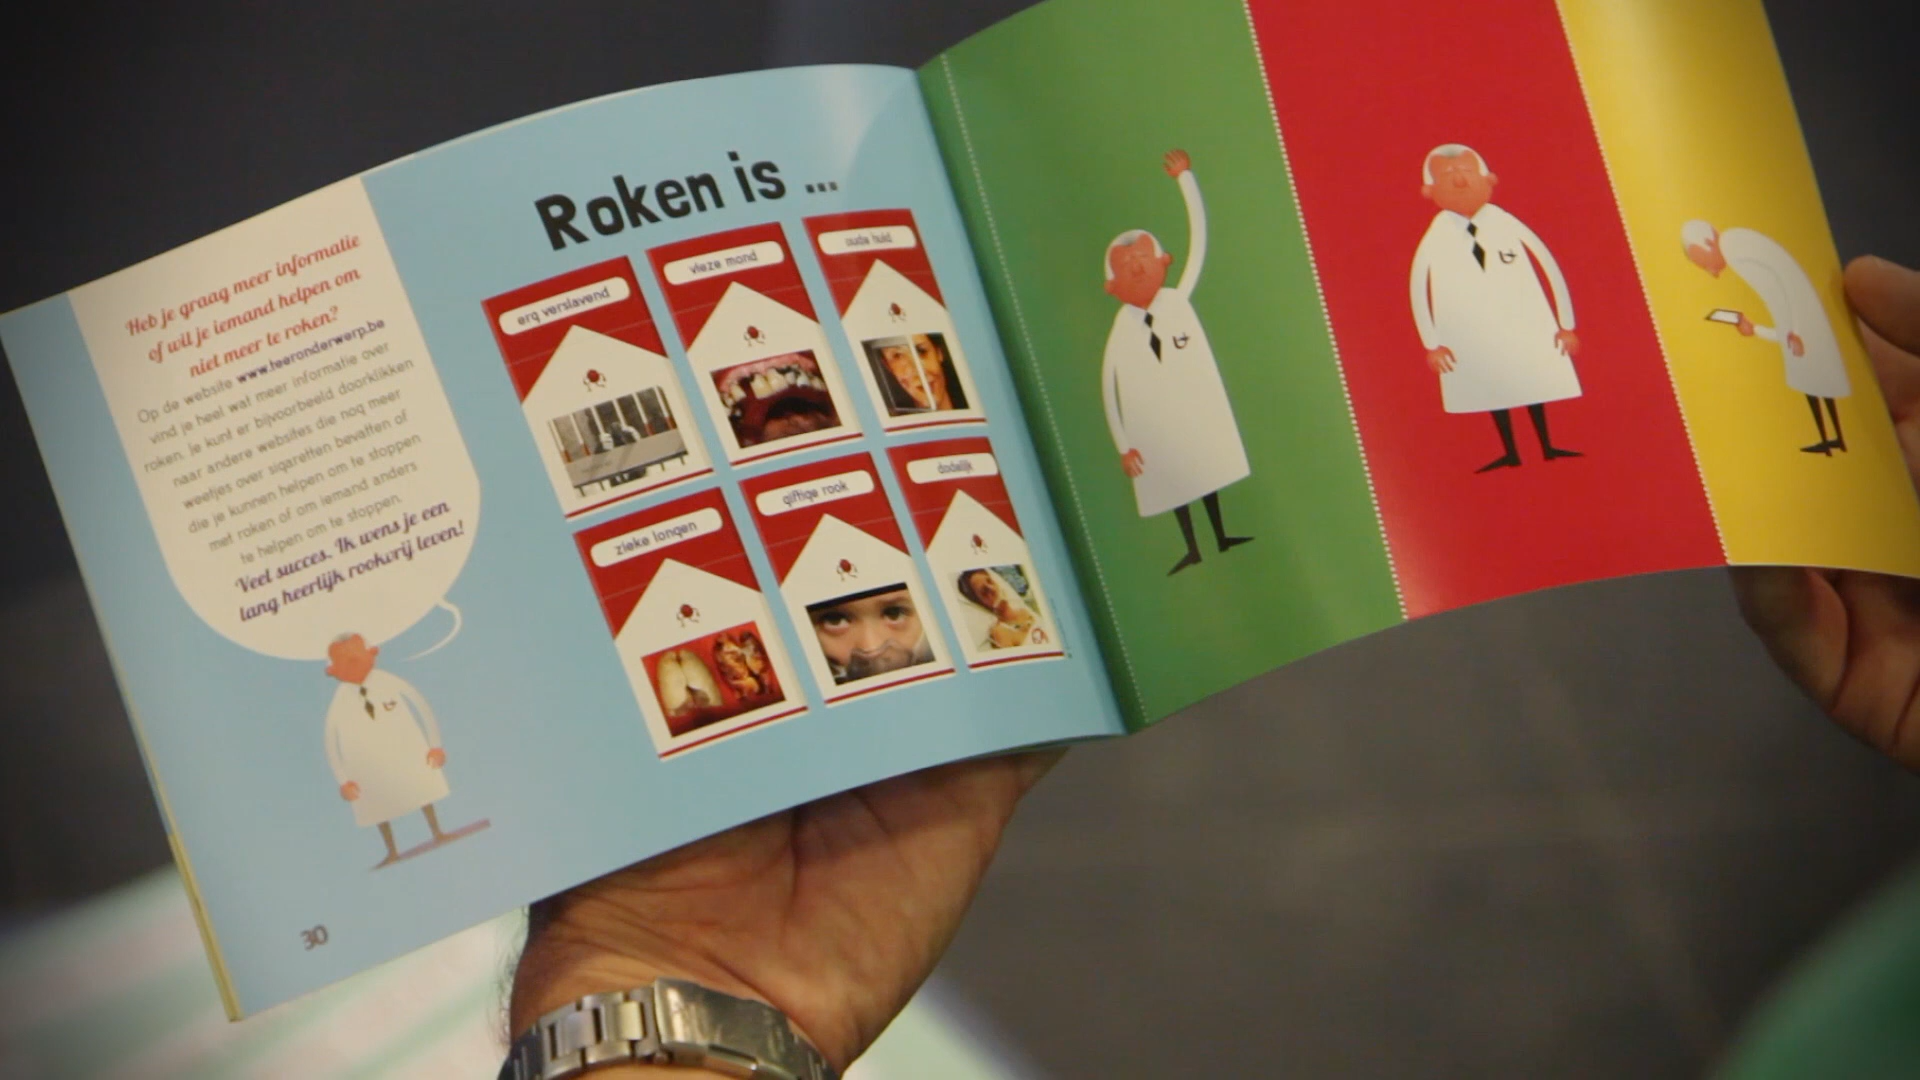 Heb je graag meer informatie
of wil je iemand helpen om
niet meer te roken?
Op de website www.teeronderwerp.be
vind je heel wat meer informatie over
roken. Je kunt er bijvoorbeeld doorklikken
naar andere websites die nog meer
weetjes over sigaretten bevatten of
die je kunnen helpen om te stoppen
met roken of om iemand anders
te helpen om te stoppen.
Veel succes. Ik wens je een
lang heerlijk rookvrij leven!
Roken is ...
erg verslavend
vieze mond
oude huid
zieke longen
giftige rook
dodelijk
30